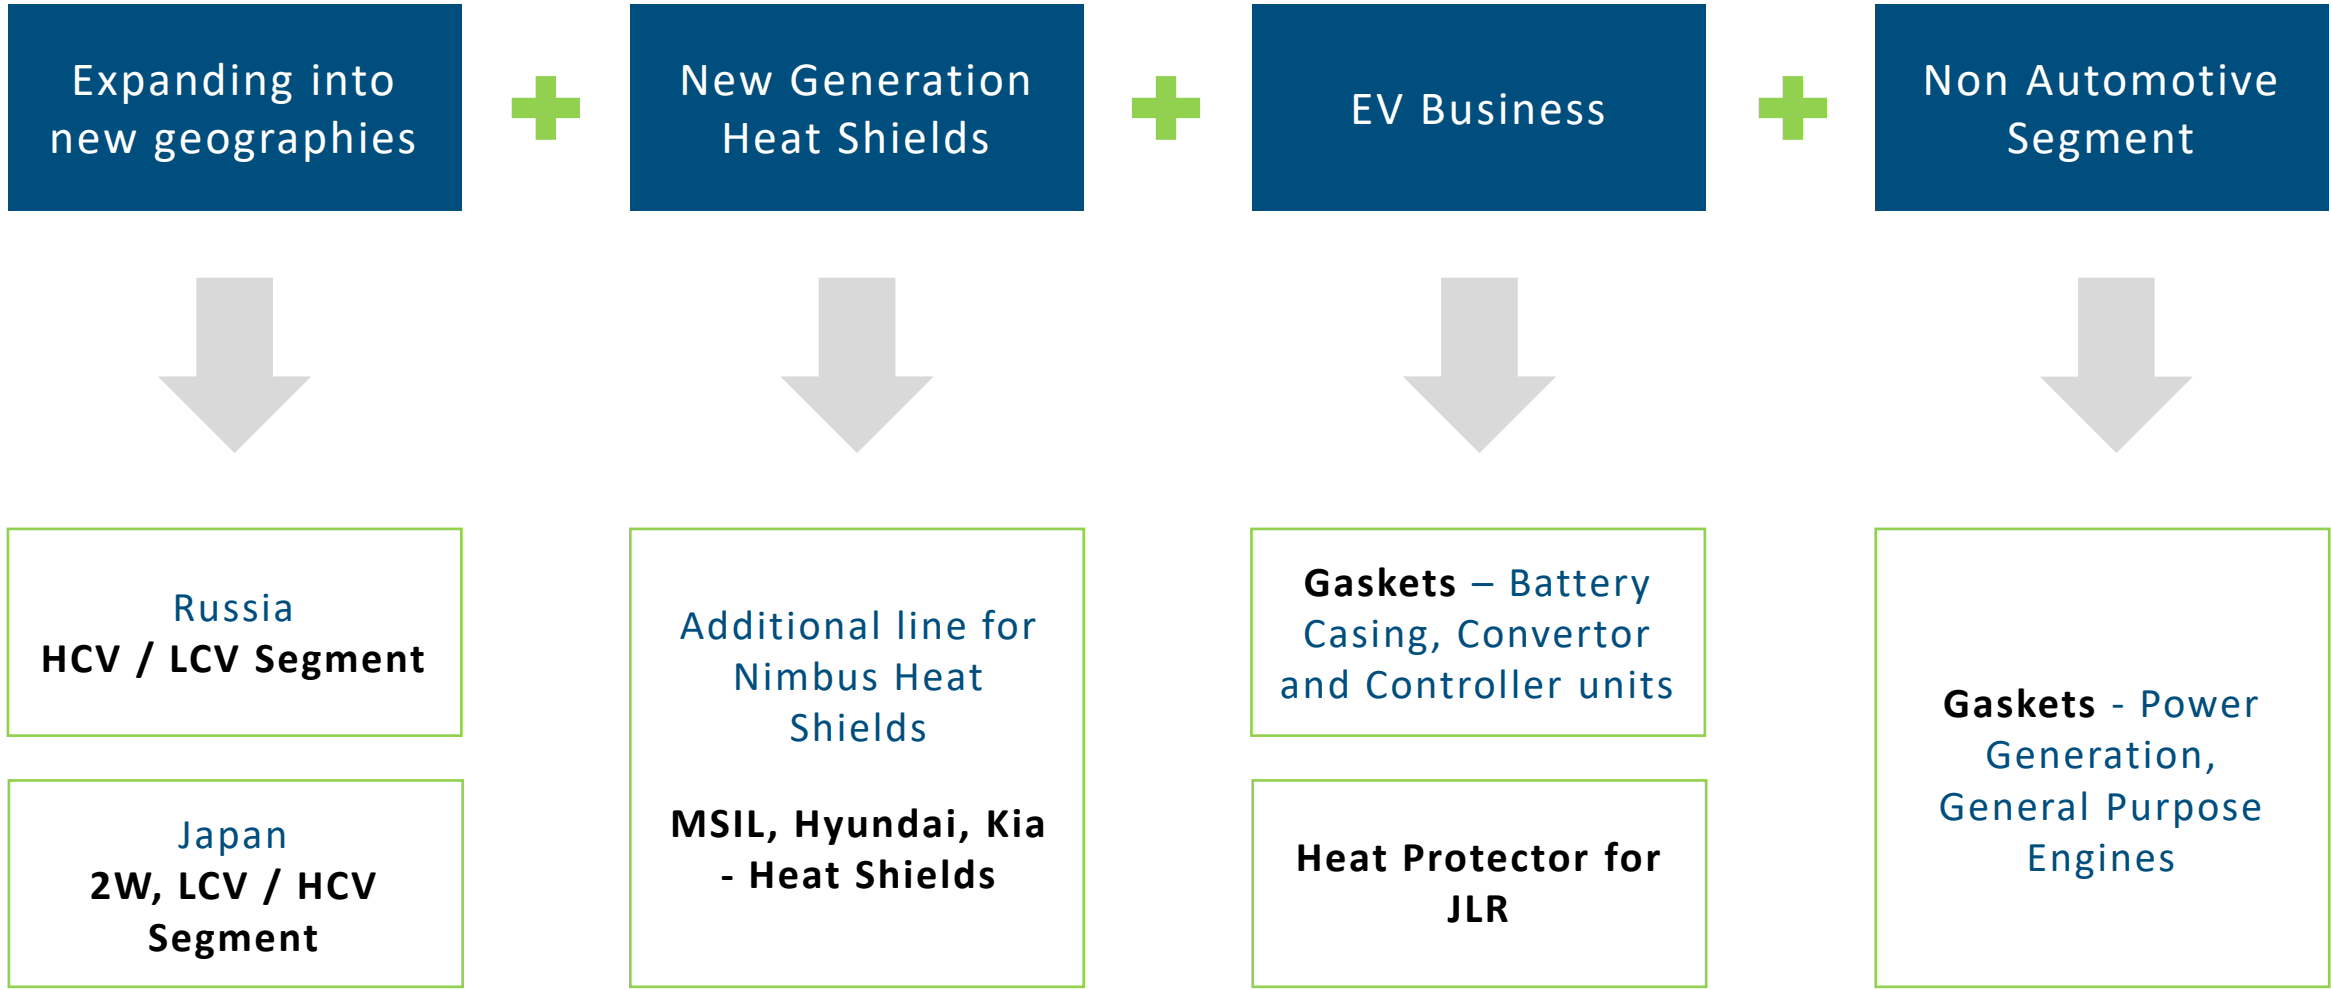 Expanding into
new geographies
New Generation
Heat Shields
EV Business
Non Automotive
Segment
Russia
HCV / LCV Segment
Japan
2W, LCV / HCV
Segment
Additional line for
Nimbus Heat
Shields
MSIL, Hyundai, Kia
- Heat Shields
Gaskets – Battery
Casing, Convertor
and Controller units
Heat Protector for
JLR
Gaskets - Power
Generation,
General Purpose
Engines